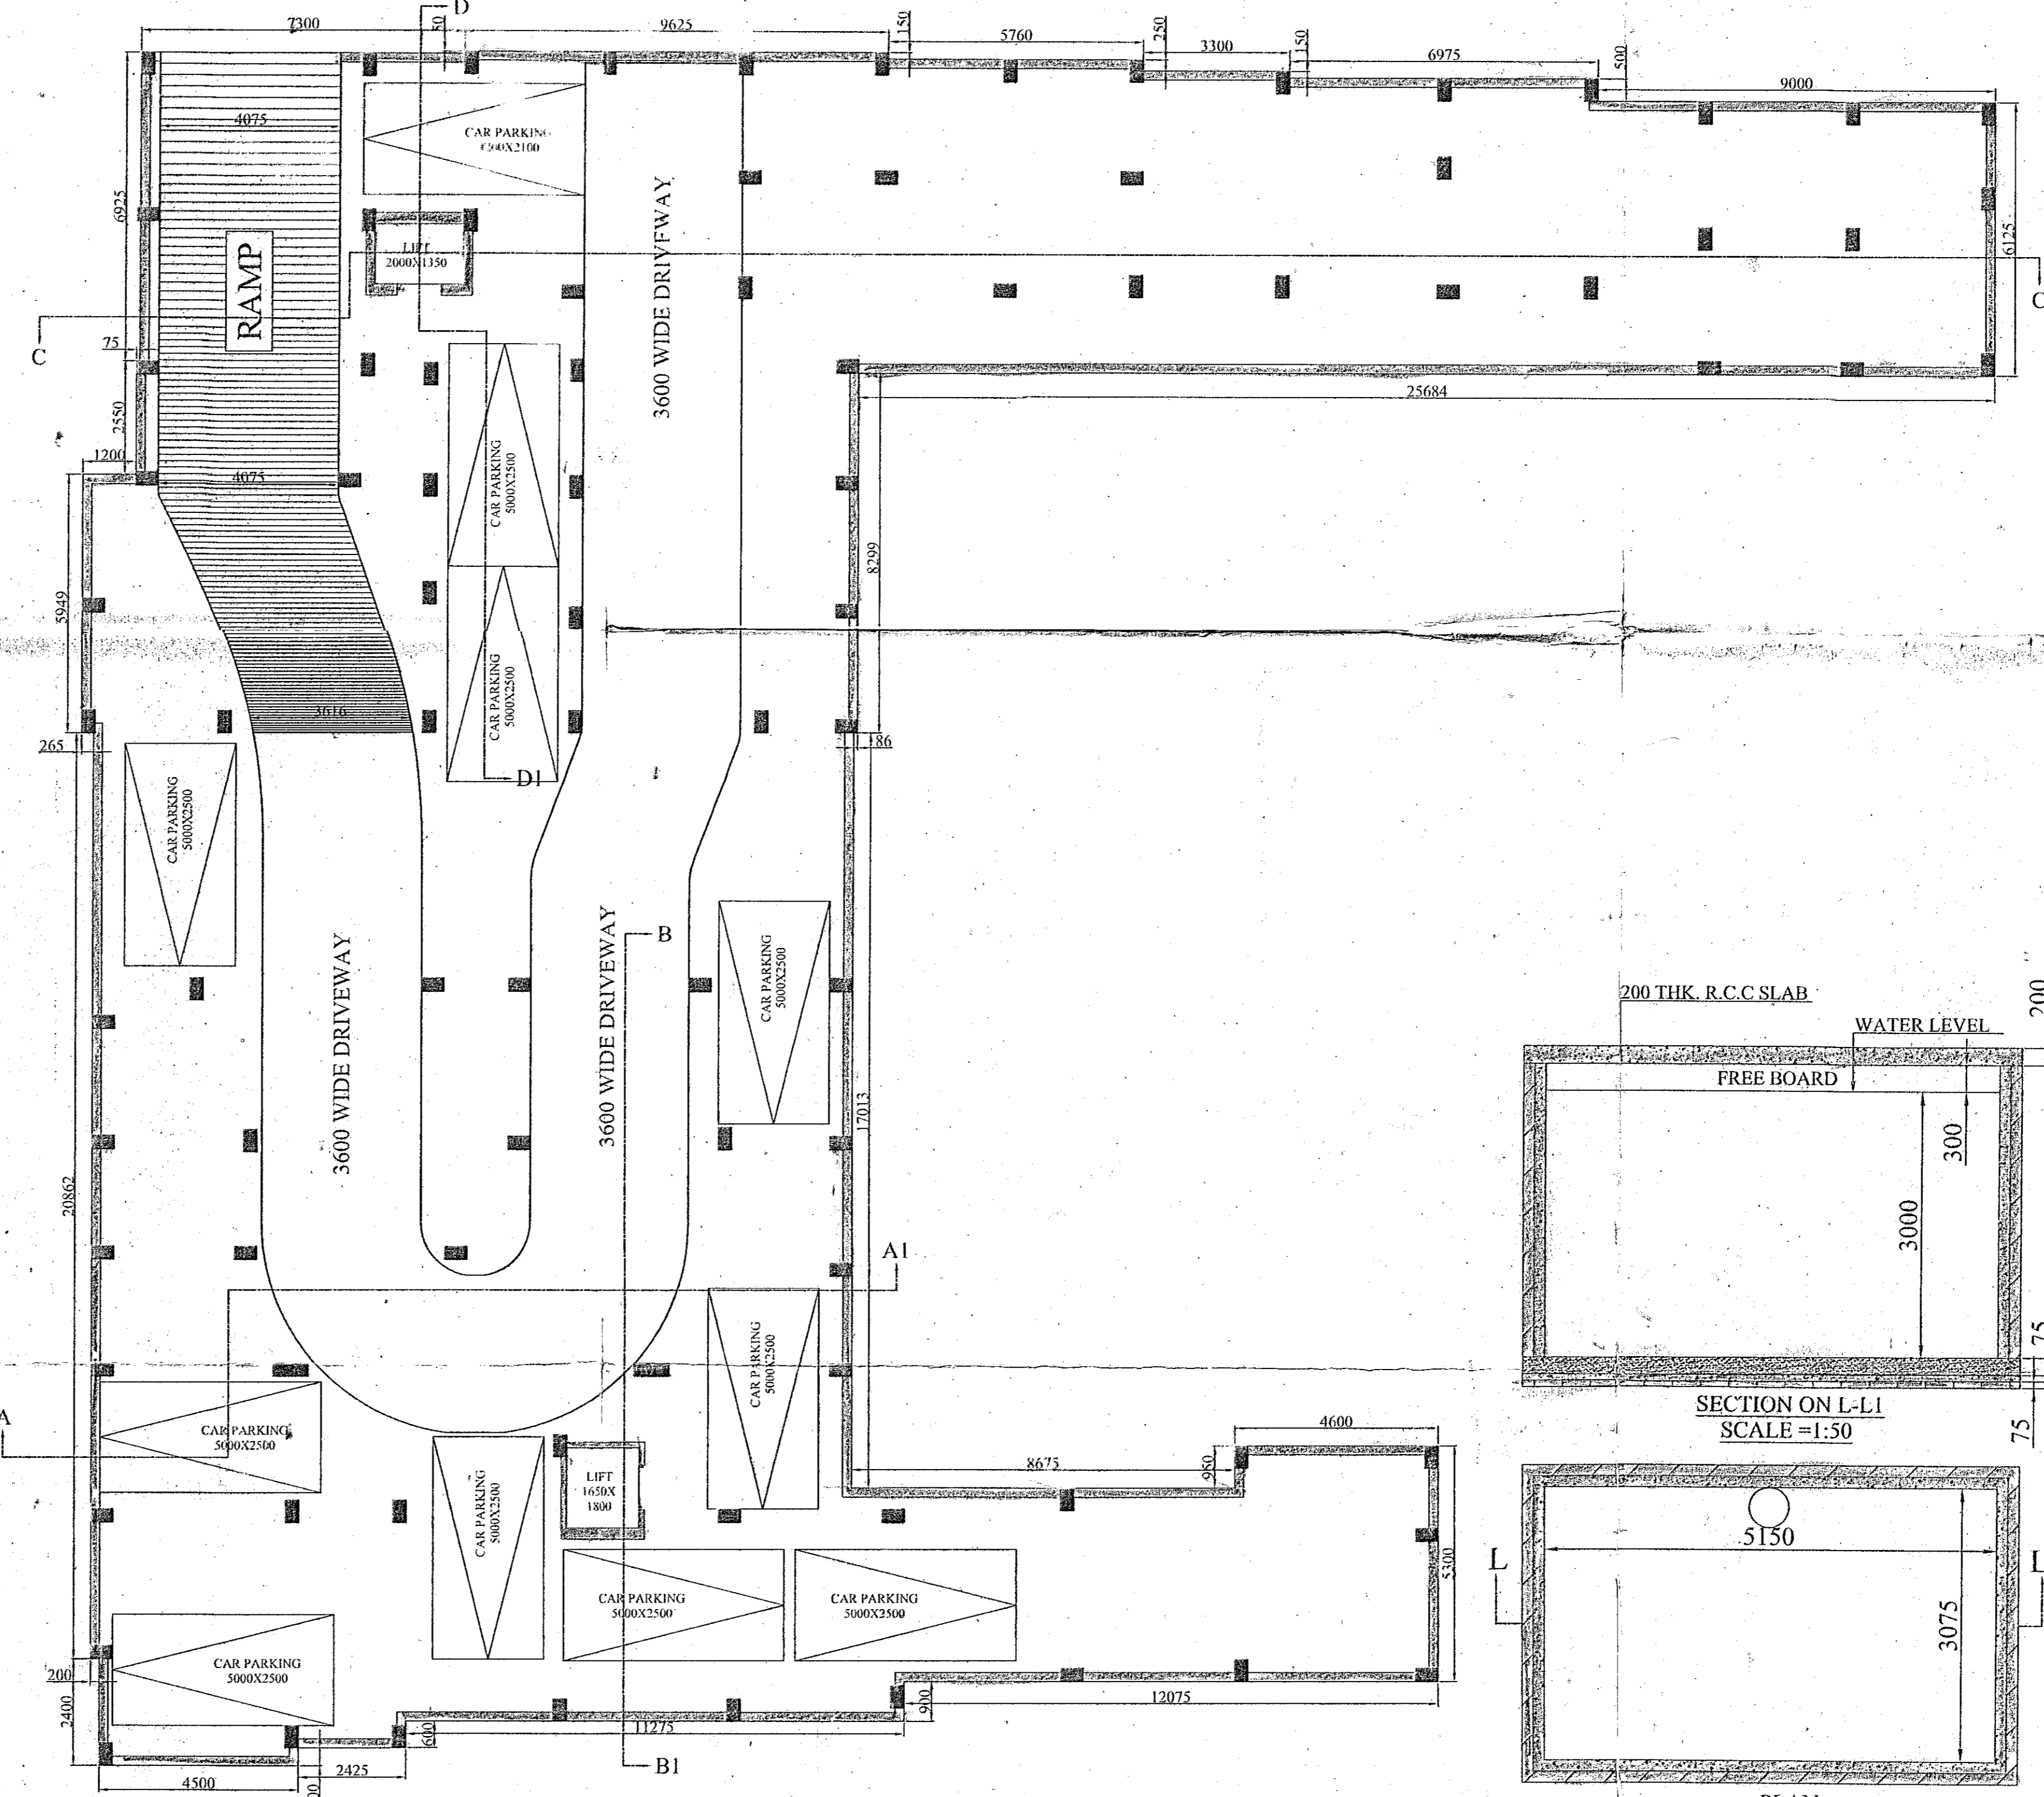 D
7300
50
9625
150
5760
250
3300
150
6975
500
9000
4075
CAR PARKING
6925
RAMP
LIFT
2000X1350
3600 WIDE DRIVEWAY
6125
C
C
75
2550
25684
1200
4075
CAR PARKING
5000X2500
8299
5949
CAR PARKING
5000X2500
3616
265
86
D1
CAR PARKING
5000X2500
CAR PARKING
5000X2500
B
3600 WIDE DRIVEWAY
3600 WIDE DRIVEWAY
17013
20862
A1
CAR PARKING
5000X2500
A
CAR PARKING
5000X2500
CAR PARKING
5000X2500
LIFT
1650X
1800
8675
950
4600
5300
CAR PARKING
5000X2500
CAR PARKING
5000X2500
CAR PARKING
5000X2500
200
2400
600
11275
900
12075
4500
2425
B1
200 THK. R.C.C SLAB
200
WATER LEVEL
FREE BOARD
300
3000
75
SECTION ON L-L1
SCALE =1:50
75
5150
L
L
3075